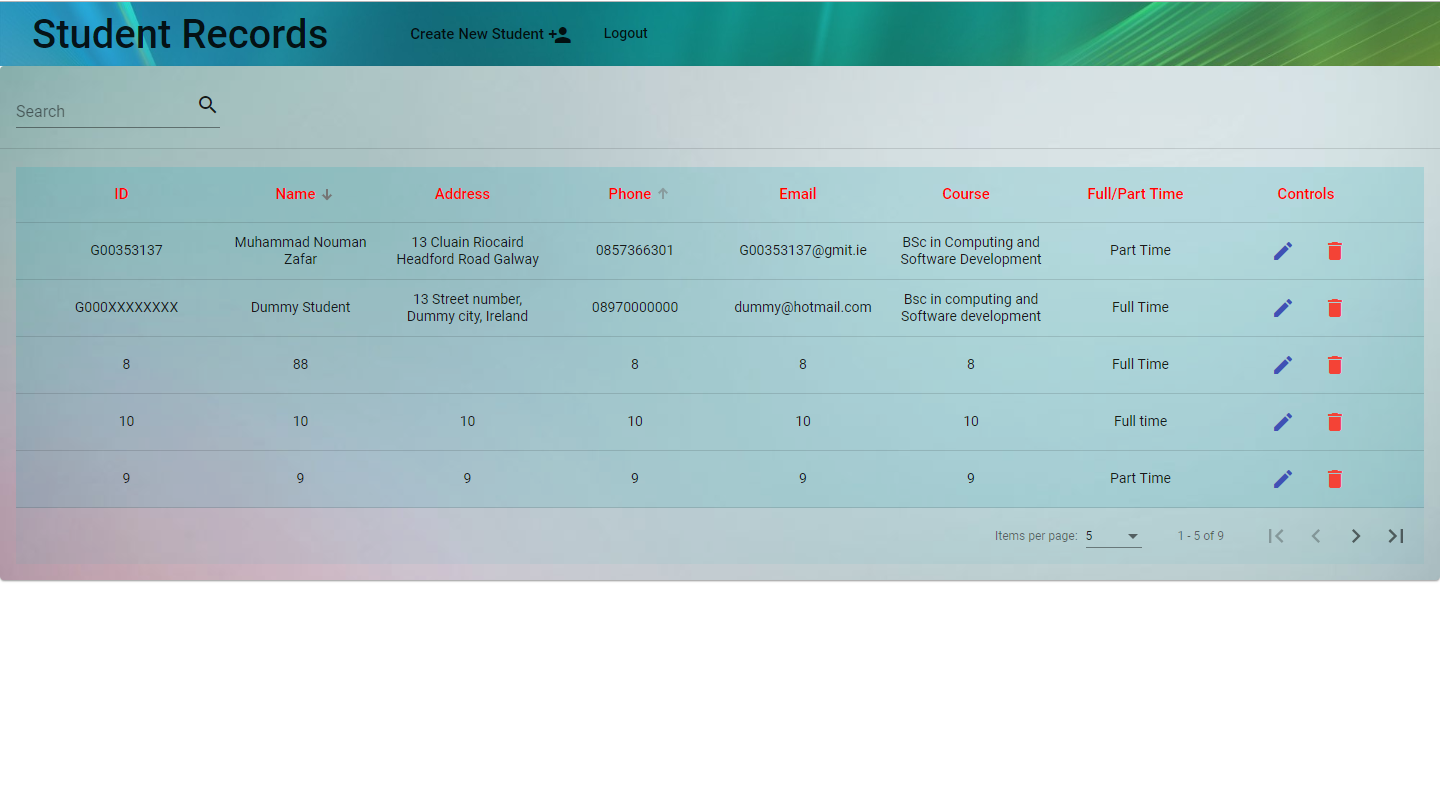 Student Records
Create New Student
Logout
Search
ID Name Address Phone Email Course Full/Part Time Controls
G00353137 Muhammad Nouman Zafar 13 Cluain Riocaird Headford Road Galway 0857366301 G00353137@gmit.ie BSc in Computing and Software Development Part Time
G000XXXXXXXX Dummy Student 13 Street number, Dummy city, Ireland 08970000000 dummy@hotmail.com Bsc in computing and Software development Full Time
8 88 8 8 8 Full Time
10 10 10 10 10 10 Full time
9 9 9 9 9 9 Part Time
Items per page: 5 1 - 5 of 9